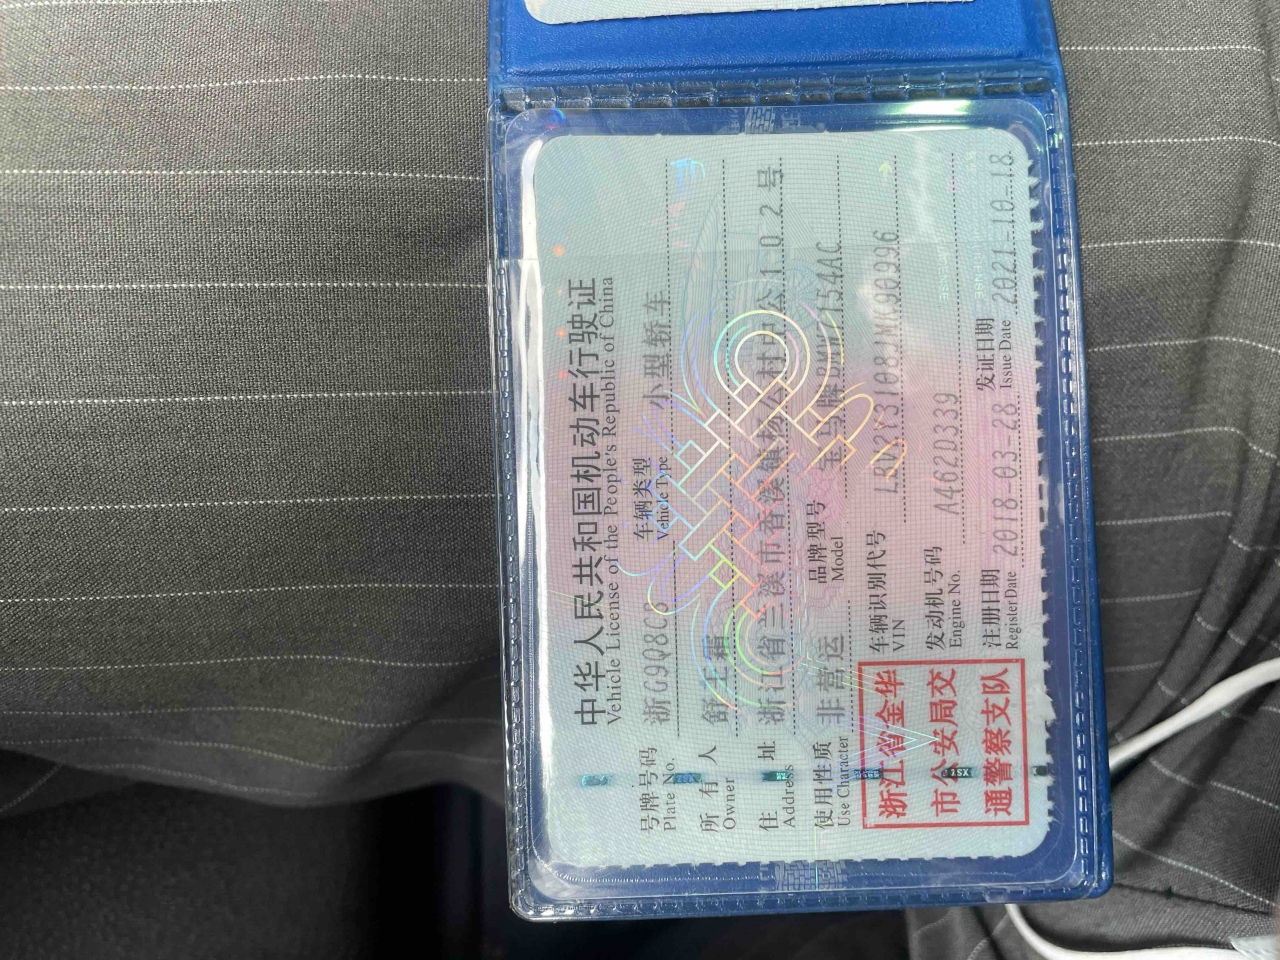 中华人民共和国机动车行驶证
Vehicle License of the People's Republic of China
号牌号码 浙G9Q8C9 车辆类型 小型轿车
Plate No. Vehicle Type
所有人 舒玉霜
Owner
住址 浙江省兰溪市香溪镇杨公村中公102号
Address
使用性质 非营运 品牌型号 宝马牌
Use Character Model
浙江省金华
市公安局交
通警察支队
车辆识别代号
VIN
发动机号码 A462D339
Engine No.
注册日期 2018-03-28 发证日期 2021-10-18
Register Date Issue Date